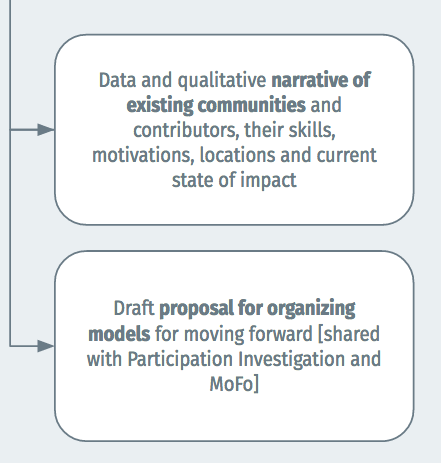 Data and qualitative narrative of
existing communities and
contributors, their skills,
motivations, locations and current
state of impact
Draft proposal for organizing
models for moving forward [shared
with Participation Investigation and
MoFo]